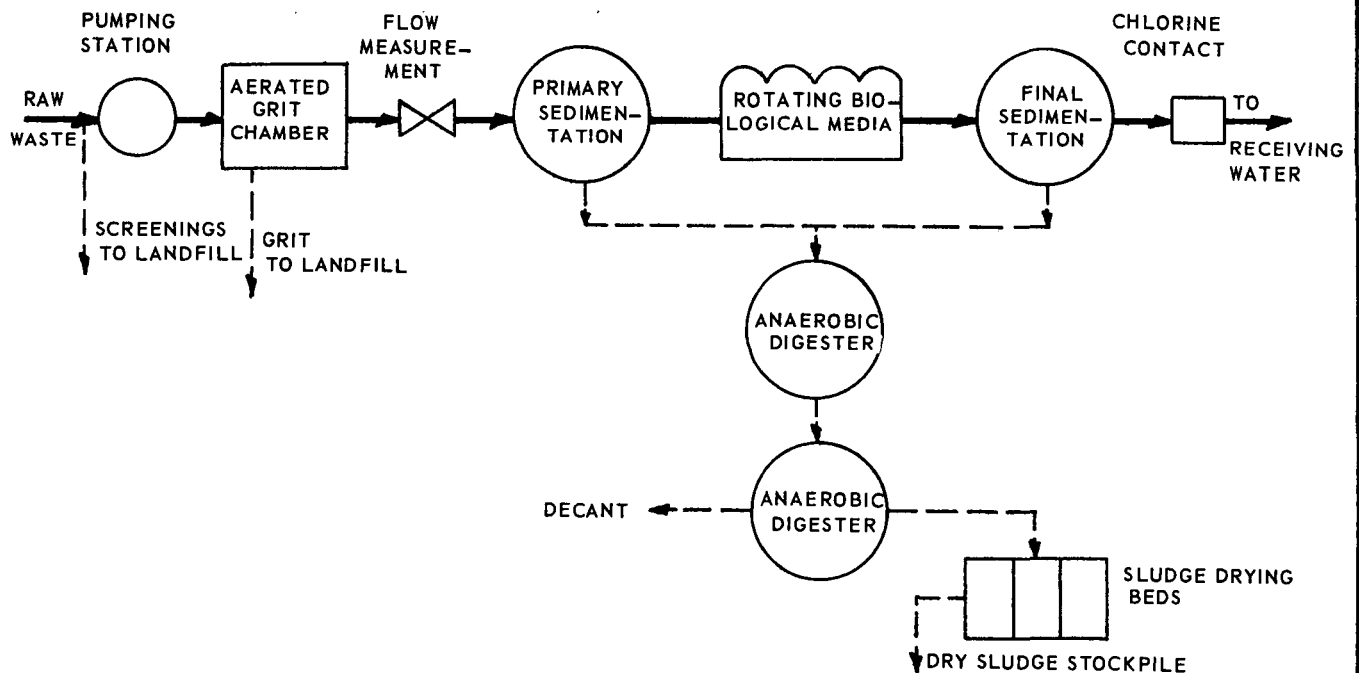 PUMPING
STATION
FLOW
MEASURE-
MENT
CHLORINE
CONTACT
RAW
WASTE
AERATED
GRIT
CHAMBER
PRIMARY
SEDIMEN-
TATION
ROTATING BIO-
LOGICAL MEDIA
FINAL
SEDIMEN-
TATION
TO
RECEIVING
WATER
SCREENINGS
TO LANDFILL
GRIT
TO LANDFILL
ANAEROBIC
DIGESTER
DECANT
ANAEROBIC
DIGESTER
SLUDGE DRYING
BEDS
DRY SLUDGE STOCKPILE